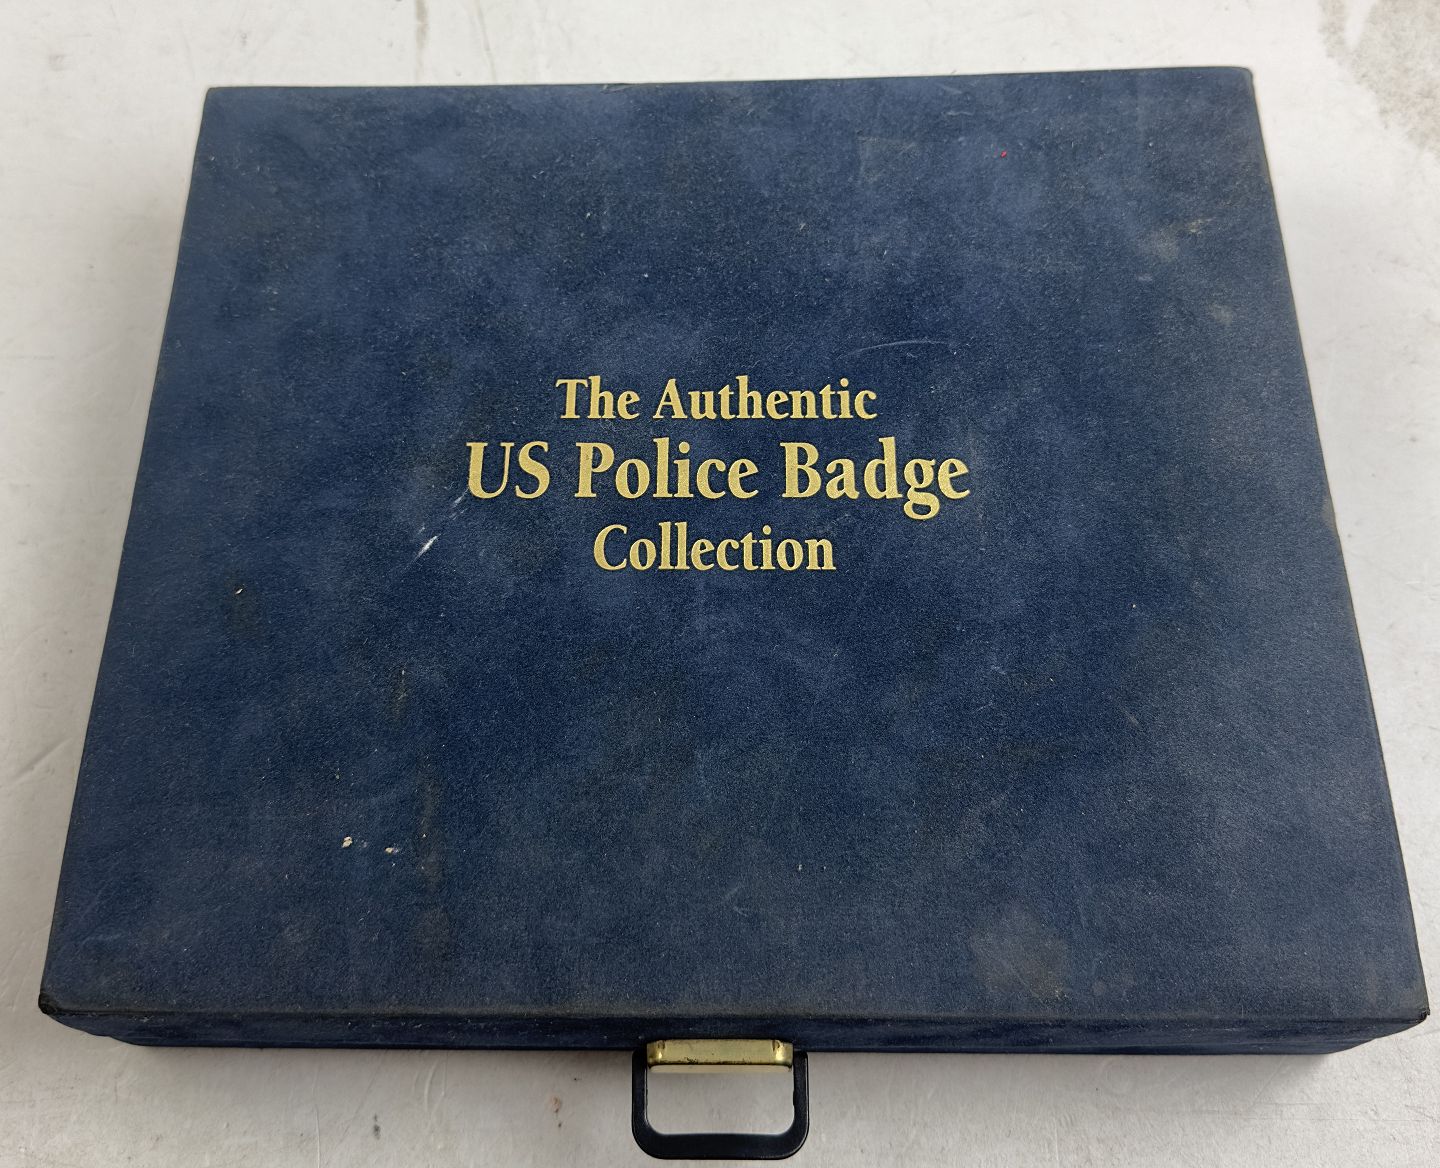 The Authentic
US Police Badge
Collection